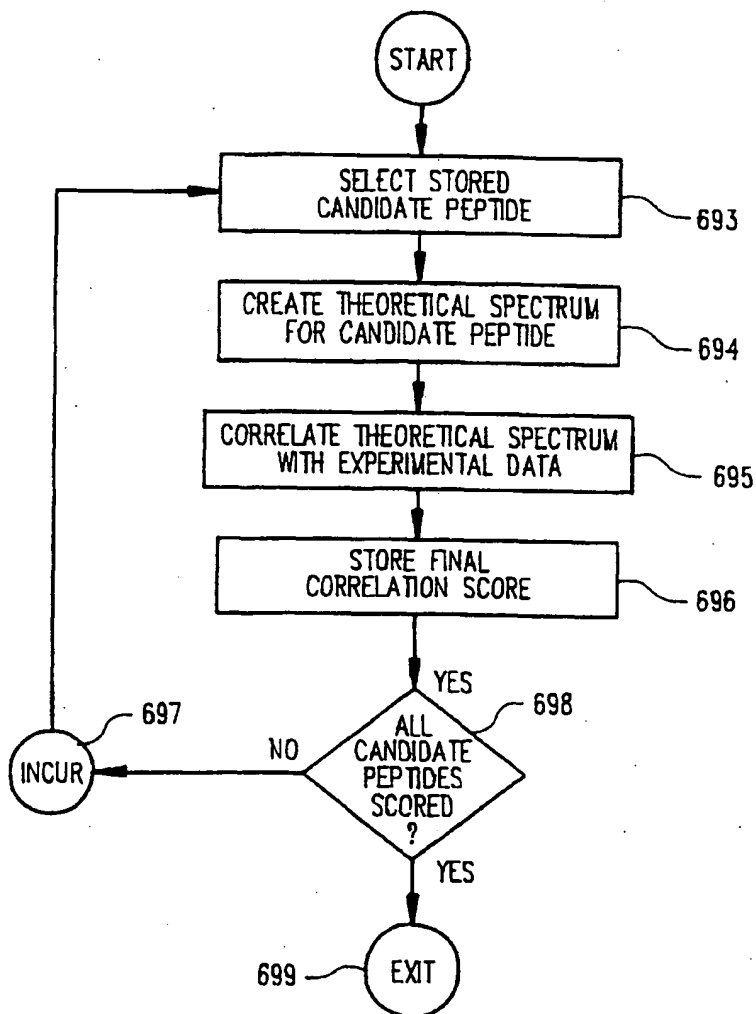 START
SELECT STORED
CANDIDATE PEPTIDE
693
CREATE THEORETICAL SPECTRUM
FOR CANDIDATE PEPTIDE
694
CORRELATE THEORETICAL SPECTRUM
WITH EXPERIMENTAL DATA
695
STORE FINAL
CORRELATION SCORE
696
YES
698
697
NO
INCUR
ALL
CANDIDATE
PEPTIDES
SCORED
?
YES
699
EXIT